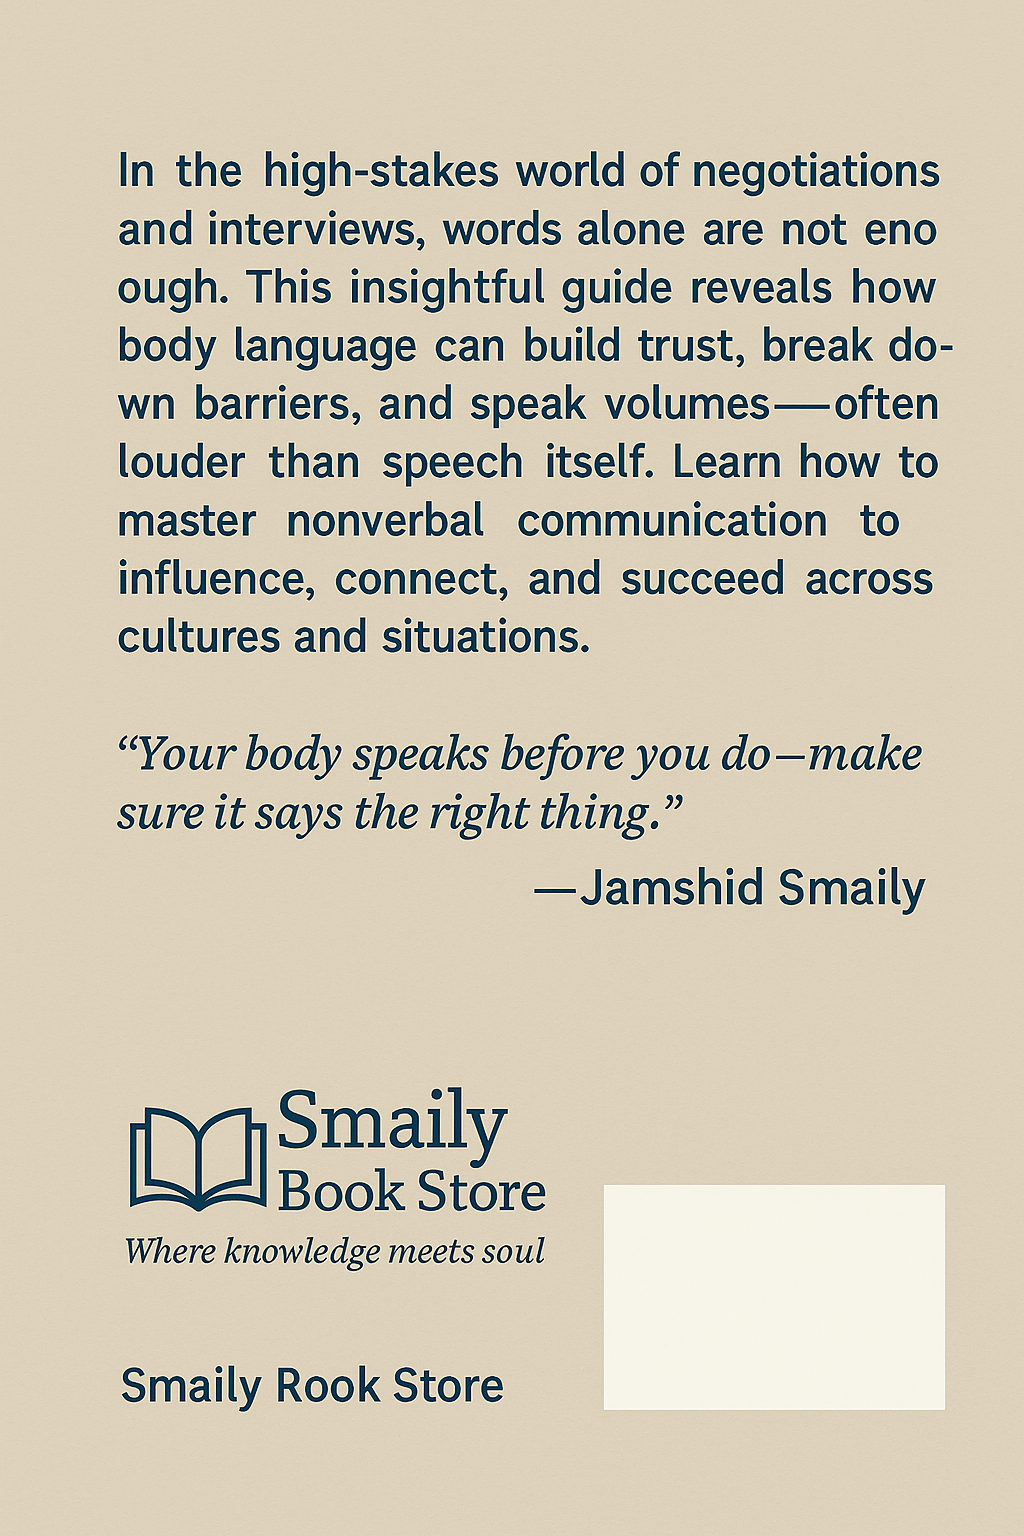 In the high-stakes world of negotiations
and interviews, words alone are not eno
ough. This insightful guide reveals how
body language can build trust, break do-
wn barriers, and speak volumes—often
louder than speech itself. Learn how to
master nonverbal communication to
influence, connect, and succeed across
cultures and situations.
“Your body speaks before you do–make
sure it says the right thing.”
—Jamshid Smaily
Smaily
Book Store
Where knowledge meets soul
Smaily Rook Store